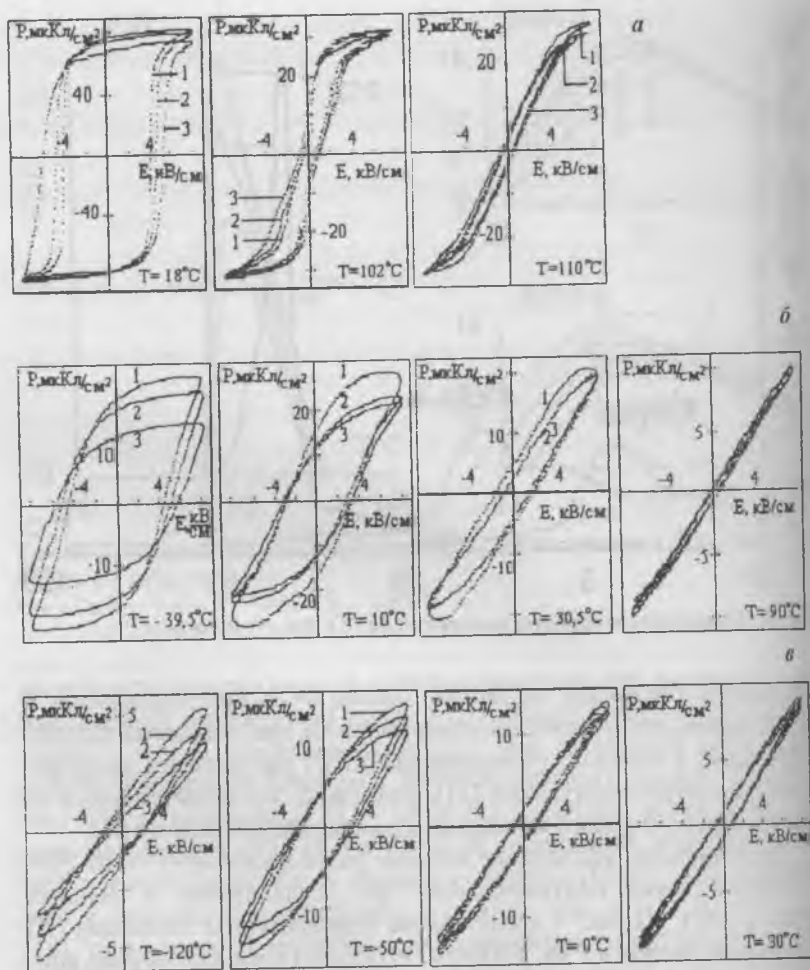 а
P,мкКл/см²
40
1
2
3
-4
4
E, кВ/см
-40
T= 18°C
P,мкКл/см²
20
-4
4
E, кВ/см
3
2
1
-20
T=102°C
P,мкКл/см²
20
1
2
3
-4
4
E, кВ/см
-20
T=110°C
б
P,мкКл/см²
1
2
3
10
-4
4
E, кВ/см
-10
T= - 39,5°C
P,мкКл/см²
1
2
3
20
-4
4
E, кВ/см
-20
T= 10°C
P,мкКл/см²
10
1
3
2
-4
4
E, кВ/см
-10
T= 30,5°C
P,мкКл/см²
5
-4
4
E, кВ/см
-5
T=90°C
в
P,мкКл/см²
5
1
2
3
-4
4
E, кВ/см
-5
T=-120°C
P,мкКл/см²
1
2
3
10
-4
4
E, кВ/см
-10
T=-50°C
P,мкКл/см²
10
-4
4
E, кВ/см
-10
T=0°C
P,мкКл/см²
5
-4
4
E, кВ/см
-5
T=30°C